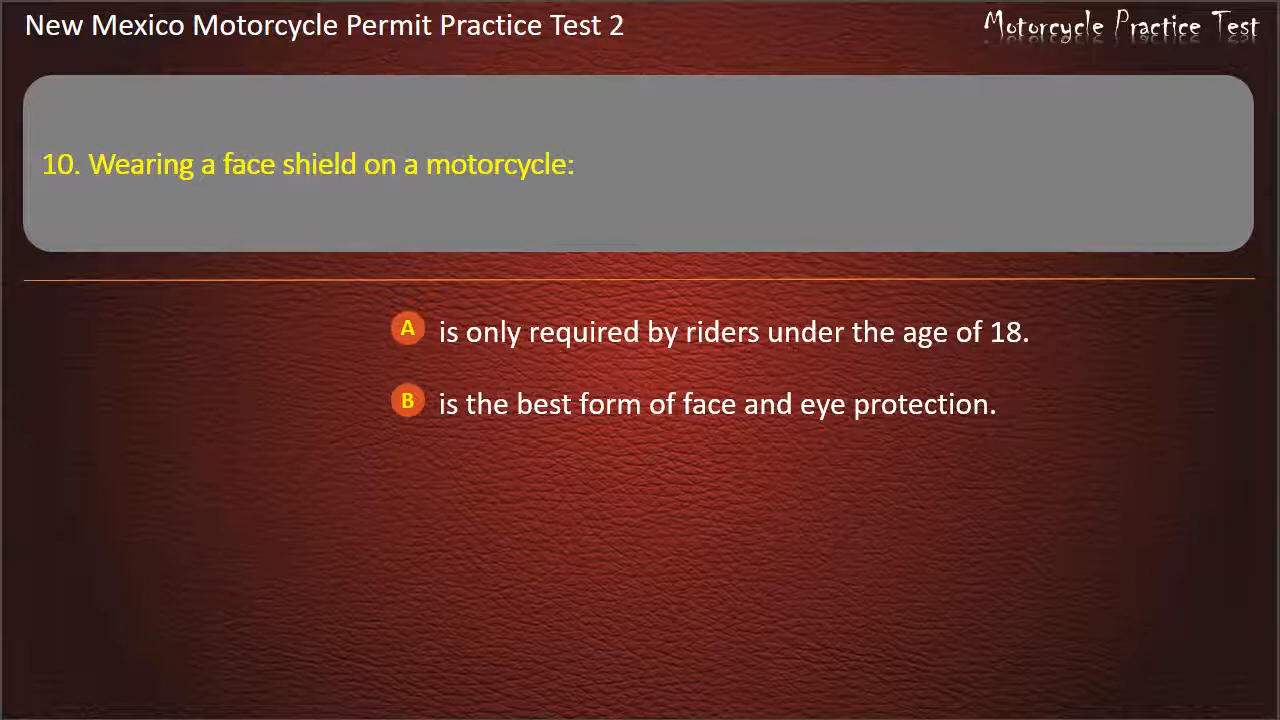 New Mexico Motorcycle Permit Practice Test 2
Motorcycle Practice Test
10. Wearing a face shield on a motorcycle:
A is only required by riders under the age of 18.
B is the best form of face and eye protection.